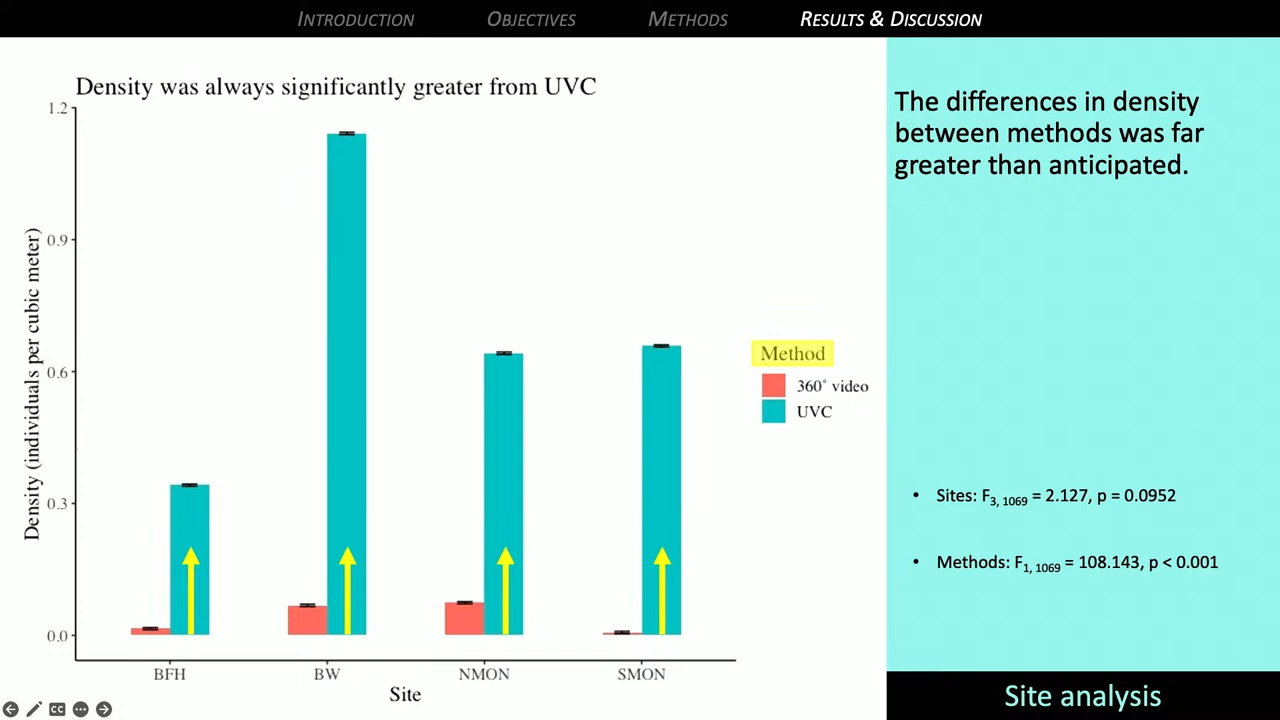 INTRODUCTION OBJECTIVES METHODS RESULTS & DISCUSSION
Density was always significantly greater from UVC
1.2
0.9
0.6
0.3
0.0
Density (individuals per cubic meter)
BFH BW NMON SMON
Site
Method
360° video
UVC
The differences in density
between methods was far
greater than anticipated.
• Sites: F3, 1069 = 2.127, p = 0.0952
• Methods: F1, 1069 = 108.143, p < 0.001
Site analysis
CC